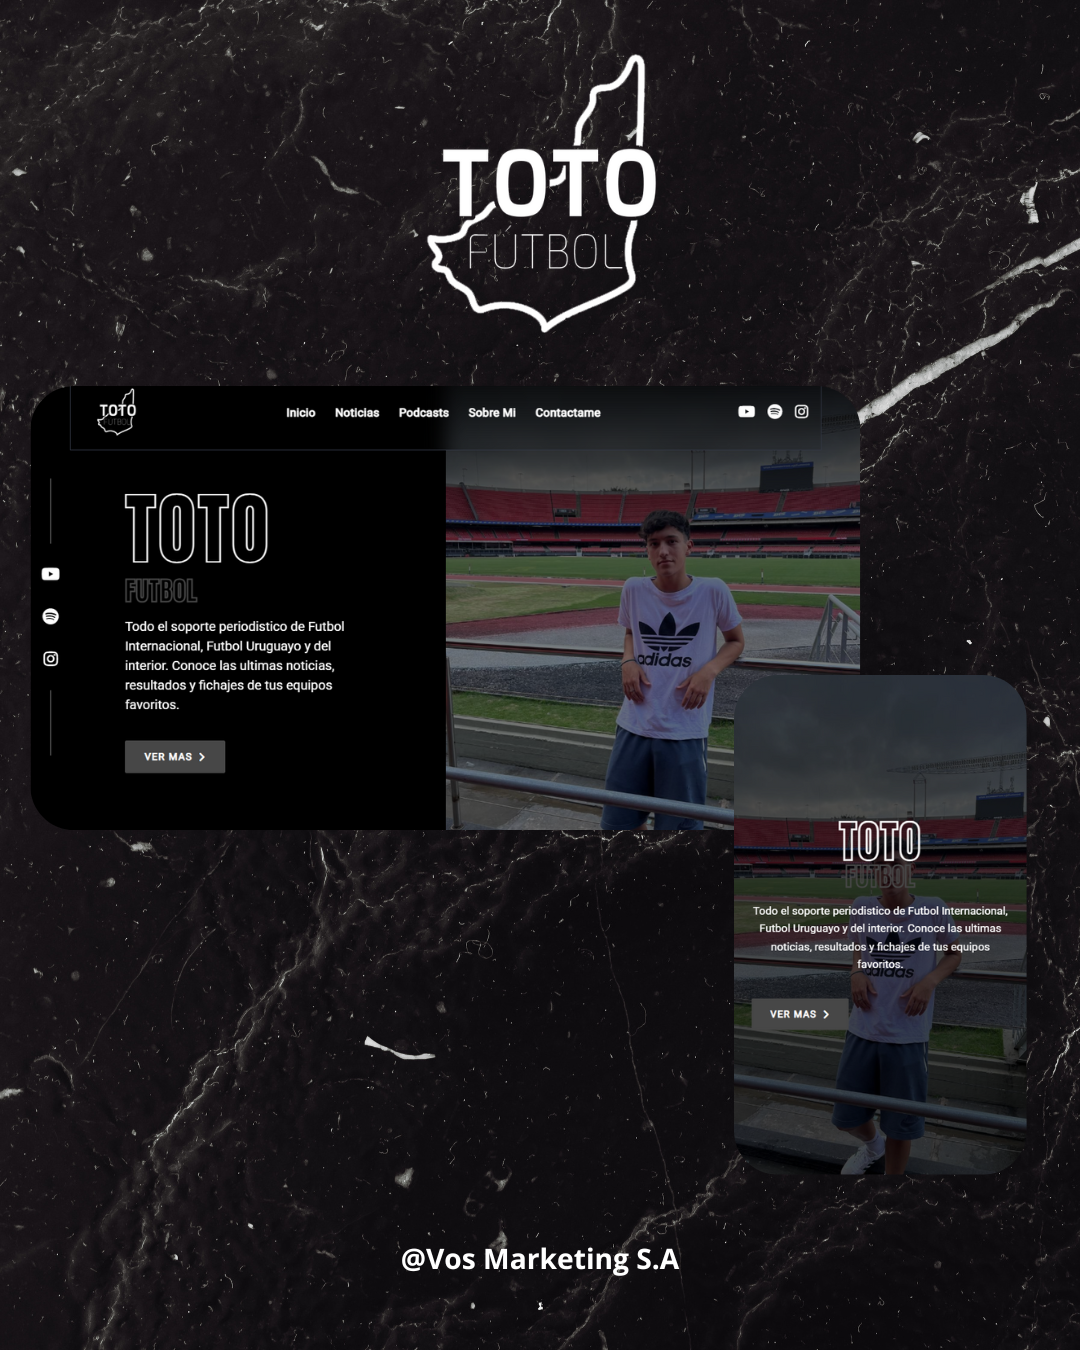 TOTO
FÚTBOL
TOTO
FUTBOL
Inicio Noticias Podcasts Sobre Mi Contactame
TOTO
FUTBOL
Todo el soporte periodistico de Futbol
Internacional, Futbol Uruguayo y del
interior. Conoce las ultimas noticias,
resultados y fichajes de tus equipos
favoritos.
VER MAS
adidas
TOTO
FUTBOL
Todo el soporte periodistico de Futbol Internacional,
Futbol Uruguayo y del interior. Conoce las ultimas
noticias, resultados y fichajes de tus equipos
favoritos.
adidas
VER MAS
@Vos Marketing S.A